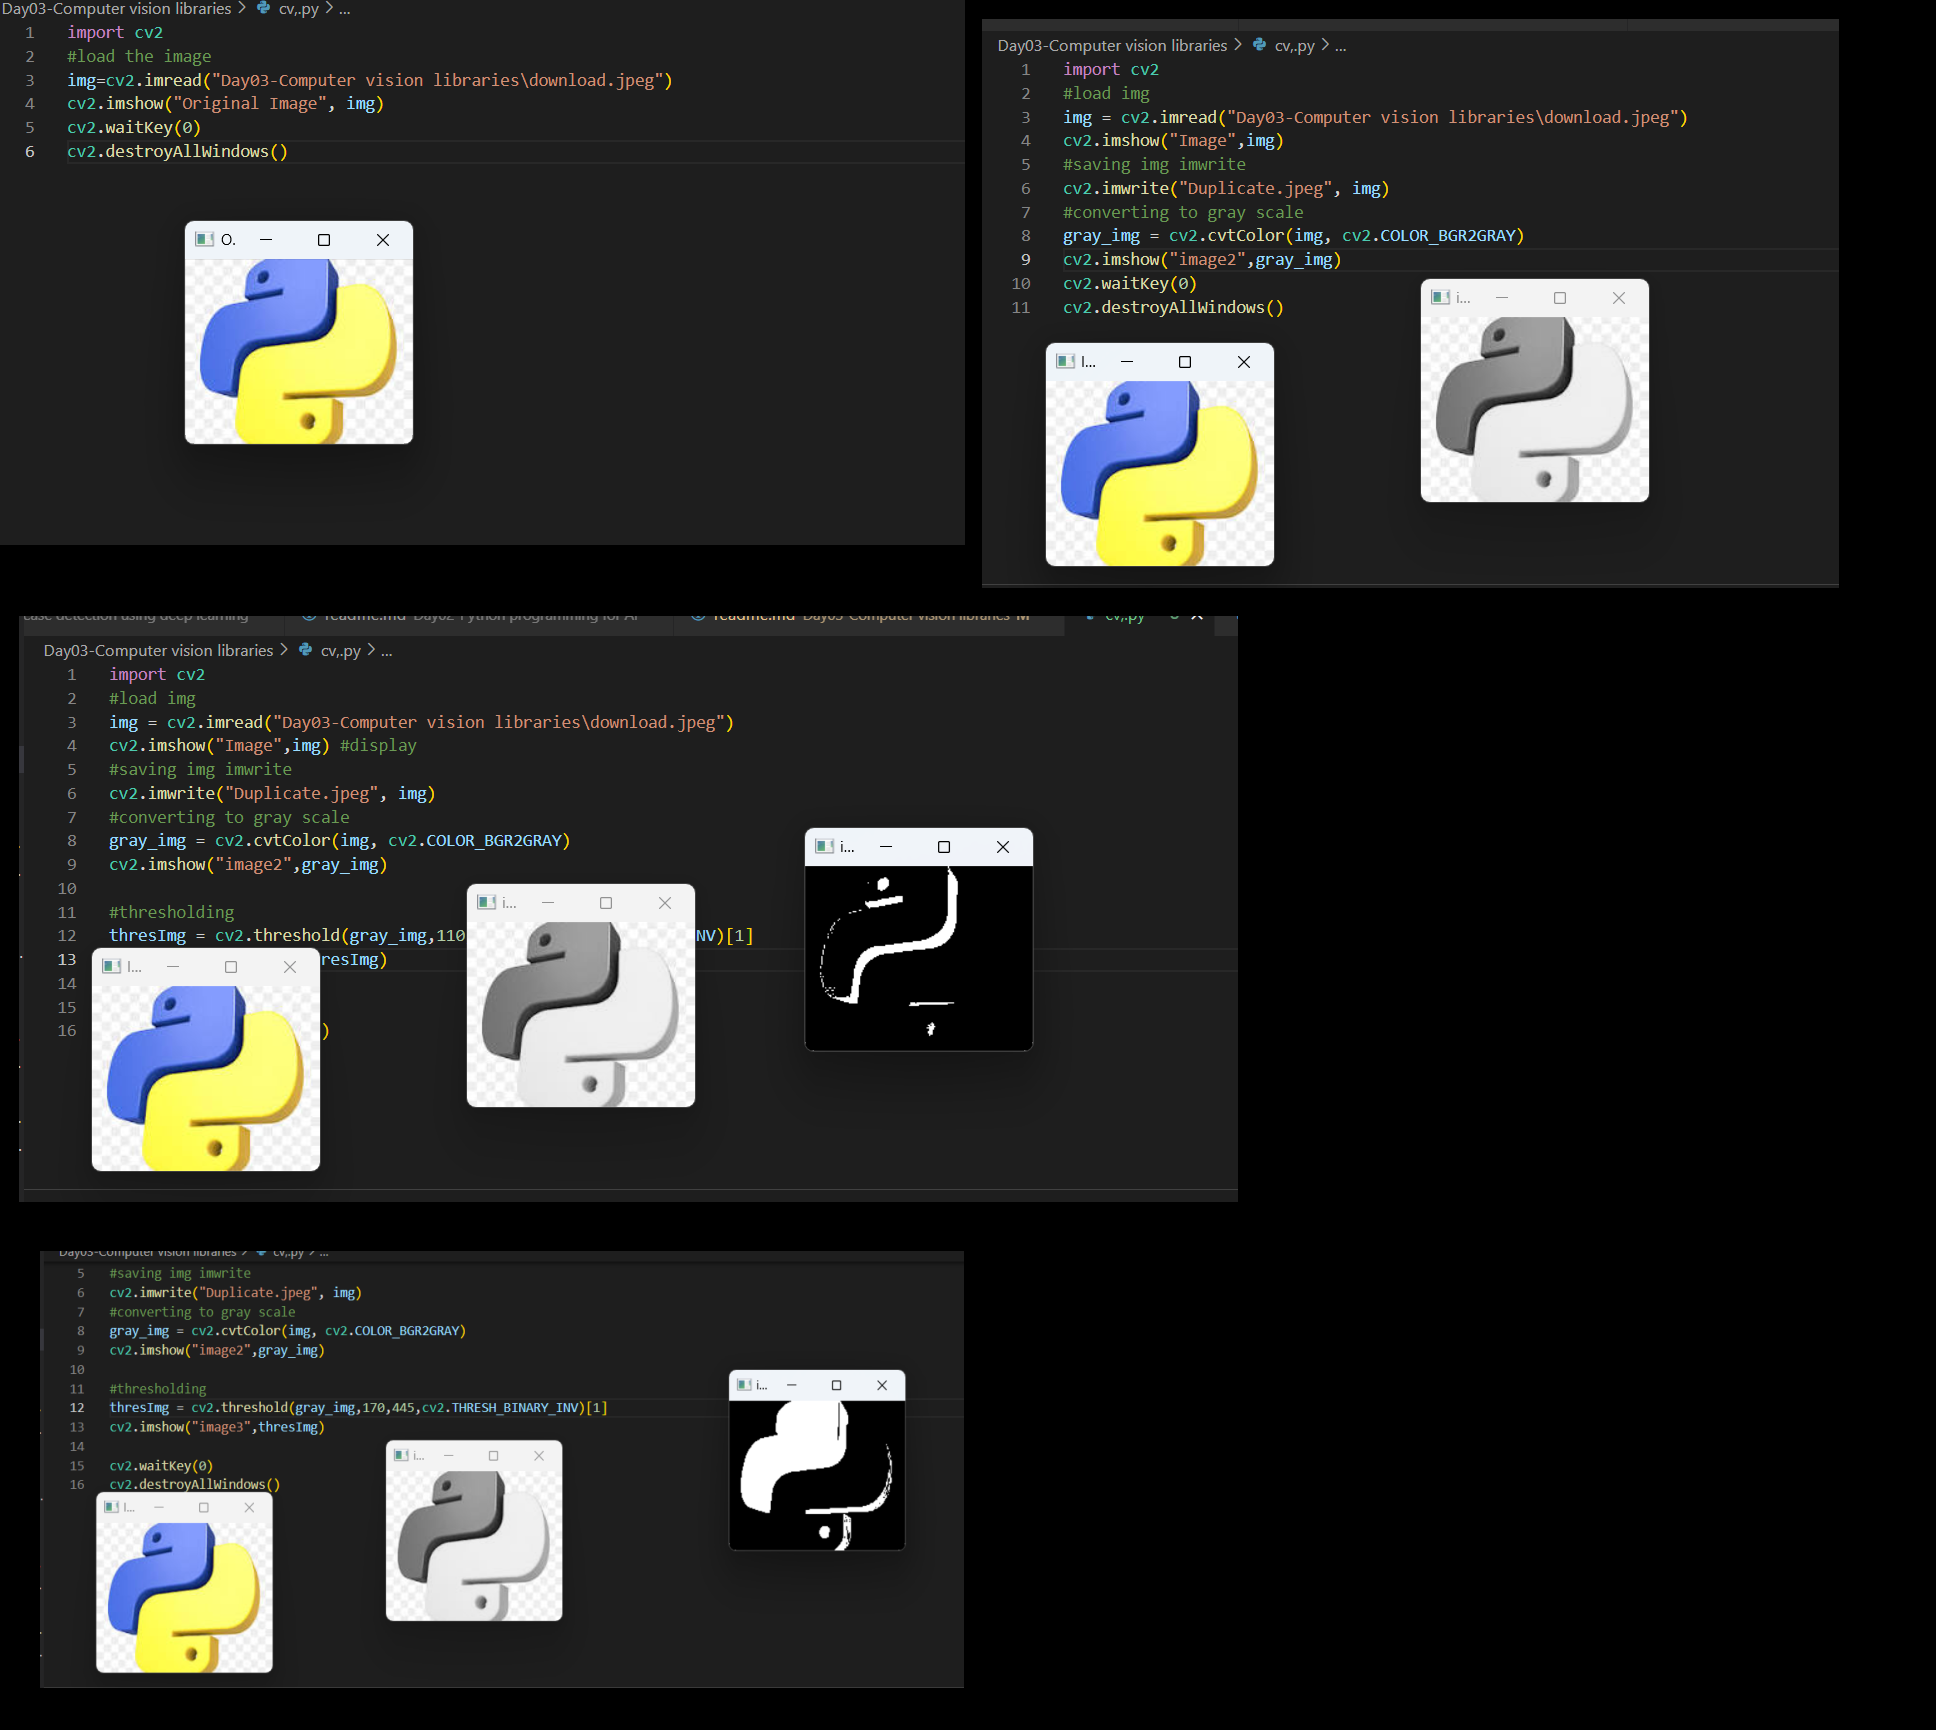 Day03-Computer vision libraries > cv,.py > ...
1 import cv2
2 #load the image
3 img=cv2.imread("Day03-Computer vision libraries\download.jpeg")
4 cv2.imshow("Original Image", img)
5 cv2.waitKey(0)
6 cv2.destroyAllWindows()
O.
Day03-Computer vision libraries > cv,.py > ...
1 import cv2
2 #load img
3 img = cv2.imread("Day03-Computer vision libraries\download.jpeg")
4 cv2.imshow("Image",img)
5 #saving img imwrite
6 cv2.imwrite("Duplicate.jpeg", img)
7 #converting to gray scale
8 gray_img = cv2.cvtColor(img, cv2.COLOR_BGR2GRAY)
9 cv2.imshow("image2",gray_img)
10 cv2.waitKey(0)
11 cv2.destroyAllWindows()
i...
I...
ease detection using deep learning readme.md Day02-Python programming for AI readme.md Day03-Computer vision libraries M cv,.py
Day03-Computer vision libraries > cv,.py > ...
1 import cv2
2 #load img
3 img = cv2.imread("Day03-Computer vision libraries\download.jpeg")
4 cv2.imshow("Image",img) #display
5 #saving img imwrite
6 cv2.imwrite("Duplicate.jpeg", img)
7 #converting to gray scale
8 gray_img = cv2.cvtColor(img, cv2.COLOR_BGR2GRAY)
9 cv2.imshow("image2",gray_img)
10
11 #thresholding
12 thresImg = cv2.threshold(gray_img,110 NV)[1]
13 resImg)
14
15
16 )
i...
i...
I...
Day03-Computer vision libraries > cv,.py > ...
5 #saving img imwrite
6 cv2.imwrite("Duplicate.jpeg", img)
7 #converting to gray scale
8 gray_img = cv2.cvtColor(img, cv2.COLOR_BGR2GRAY)
9 cv2.imshow("image2",gray_img)
10
11 #thresholding
12 thresImg = cv2.threshold(gray_img,170,445,cv2.THRESH_BINARY_INV)[1]
13 cv2.imshow("image3",thresImg)
14
15 cv2.waitKey(0)
16 cv2.destroyAllWindows()
i...
i...
I...